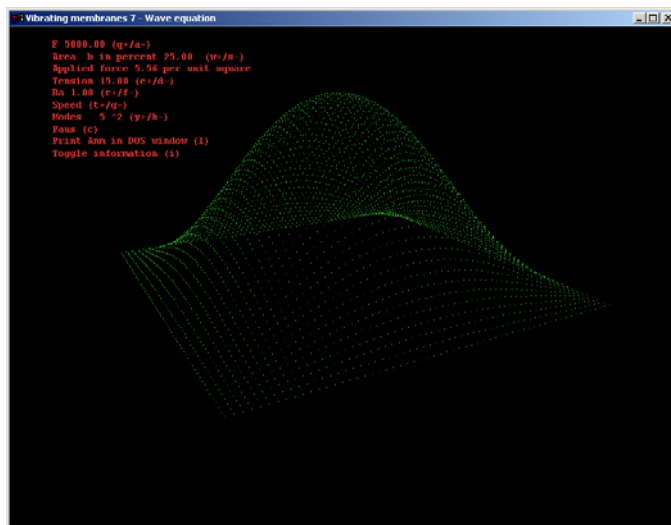 Vibrating membranes 7 - Wave equation
F 5000.00 (q+/a-)
Area b in percent 25.00 (w+/s-)
Applied force 5.56 per unit square
Tension 15.00 (e+/d-)
Ra 1.00 (r+/f-)
Speed (t+/g-)
Modes 5 ^2 (y+/h-)
Paus (c)
Print Anm in DOS window (I)
Toggle information (i)